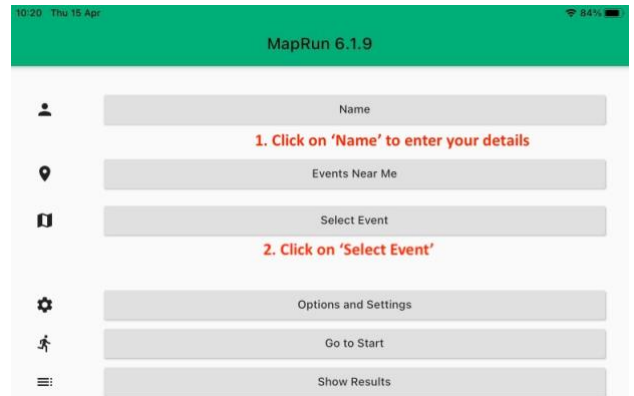 10:20 Thu 15 Apr 84%
MapRun 6.1.9
Name
1. Click on ‘Name’ to enter your details
Events Near Me
Select Event
2. Click on ‘Select Event’
Options and Settings
Go to Start
Show Results